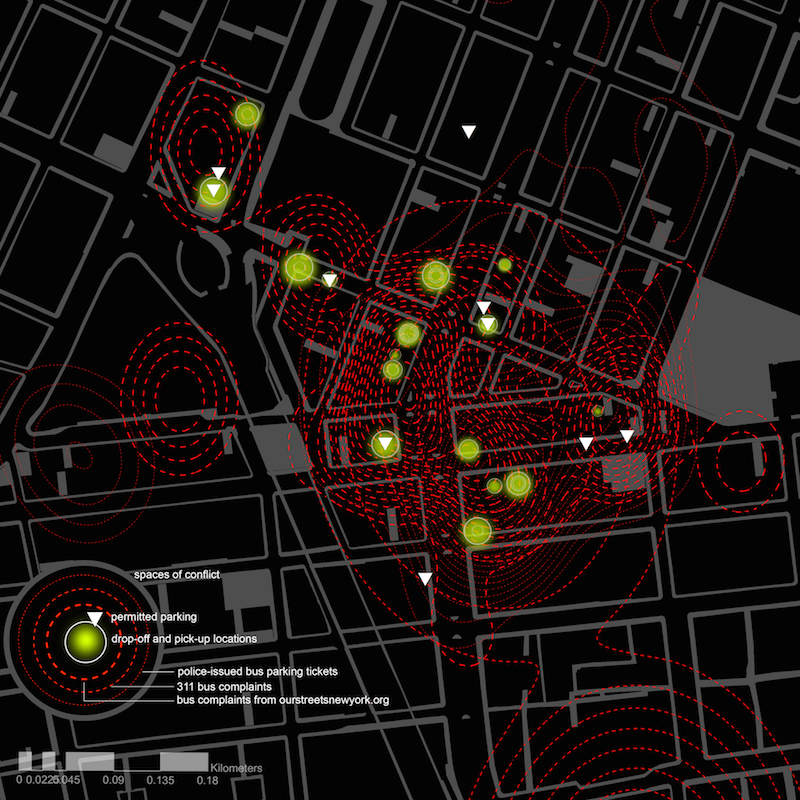 spaces of conflict
permitted parking
drop-off and pick-up locations
police-issued bus parking tickets
311 bus complaints
bus complaints from ourstreetsnewyork.org
Kilometers
0 0.0225 0.045 0.09 0.135 0.18